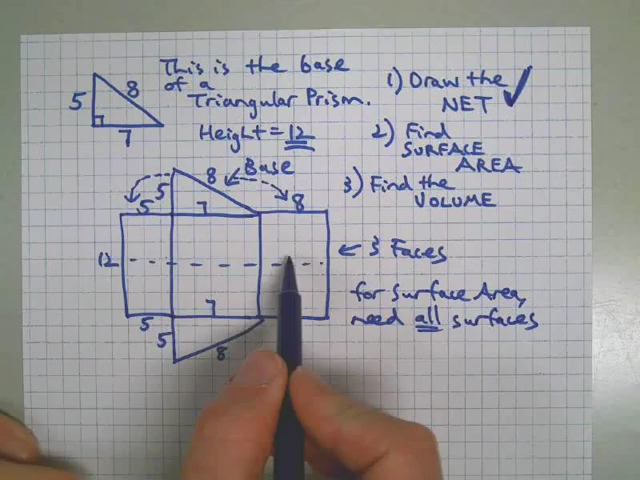 This is the base
of a
Triangular Prism.
Height = 12
5
8
7
1) Draw the
NET ✓
2) Find
SURFACE
AREA
3) Find the
VOLUME
Base
8
5
5
7
8
12
← 3 Faces
for Surface Area,
need all surfaces
7
5
5
8